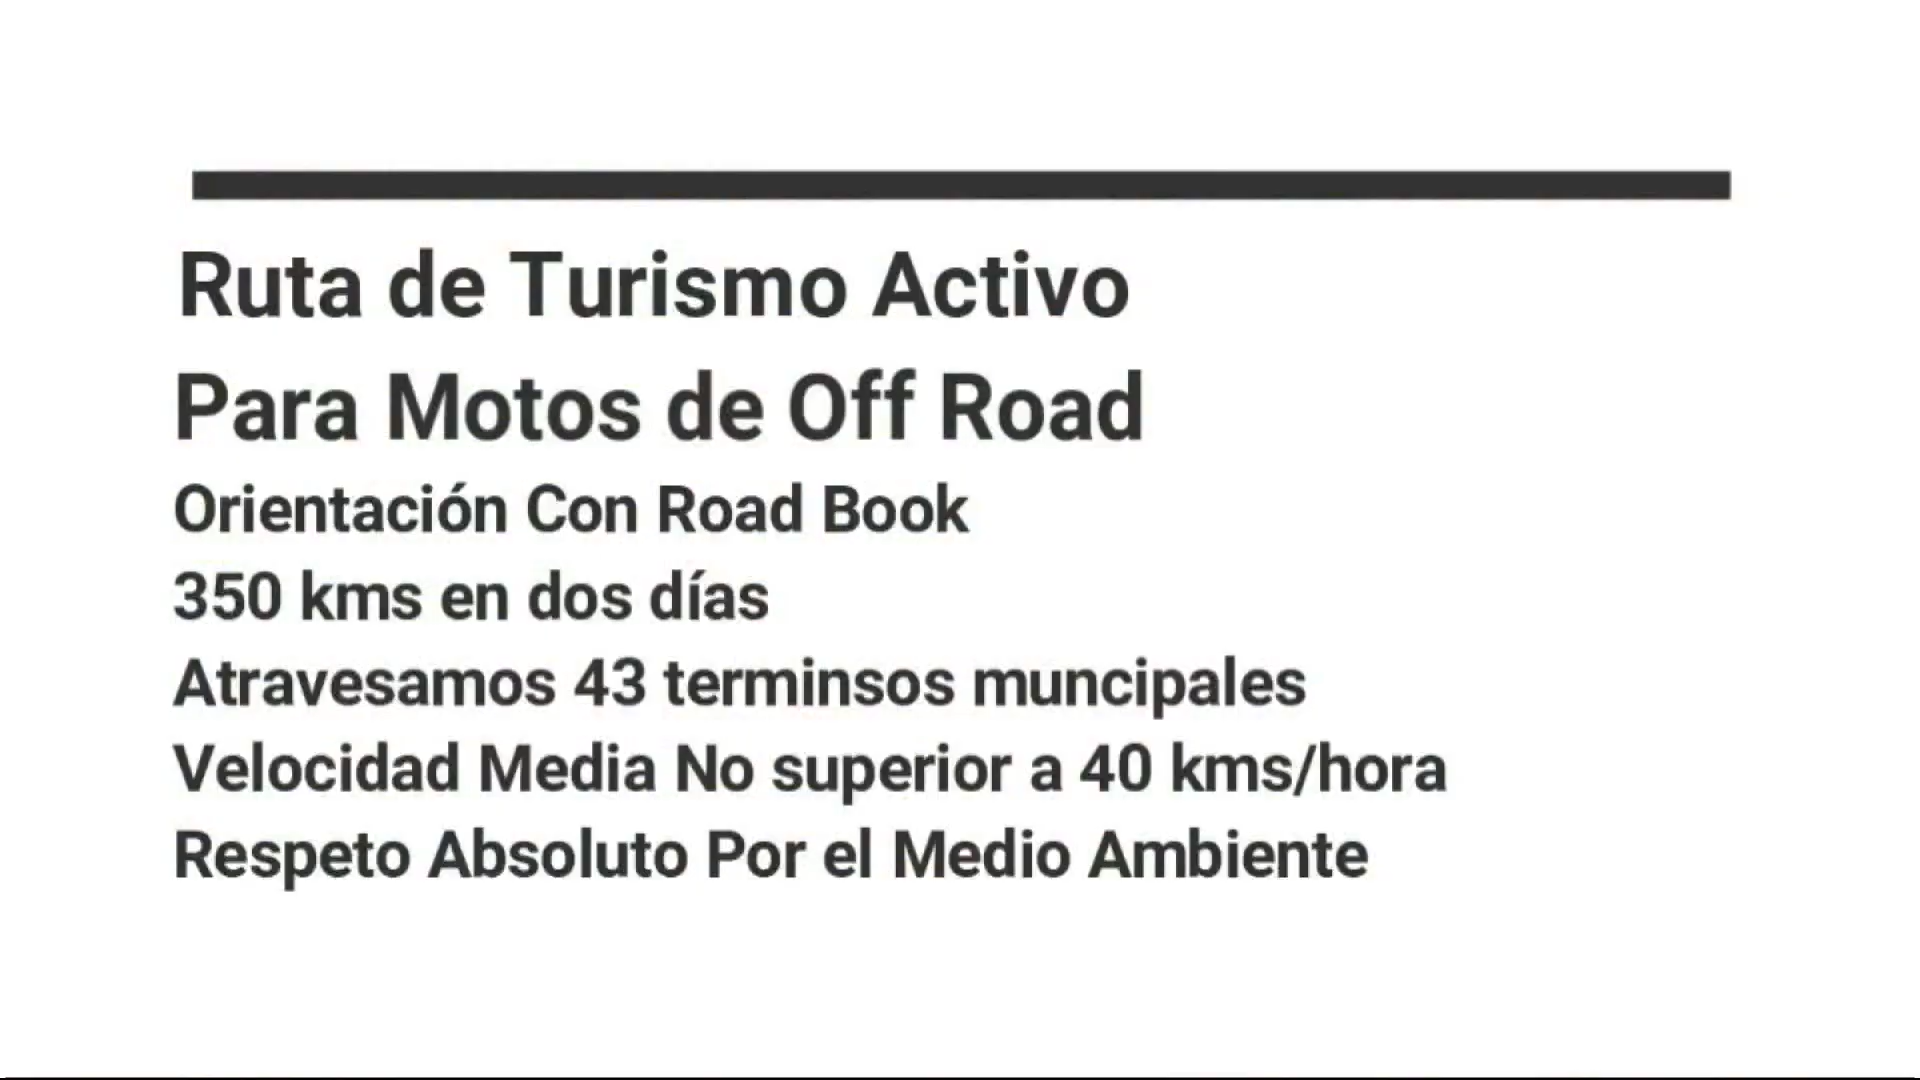 Ruta de Turismo Activo
Para Motos de Off Road
Orientación Con Road Book
350 kms en dos días
Atravesamos 43 terminsos muncipales
Velocidad Media No superior a 40 kms/hora
Respeto Absoluto Por el Medio Ambiente